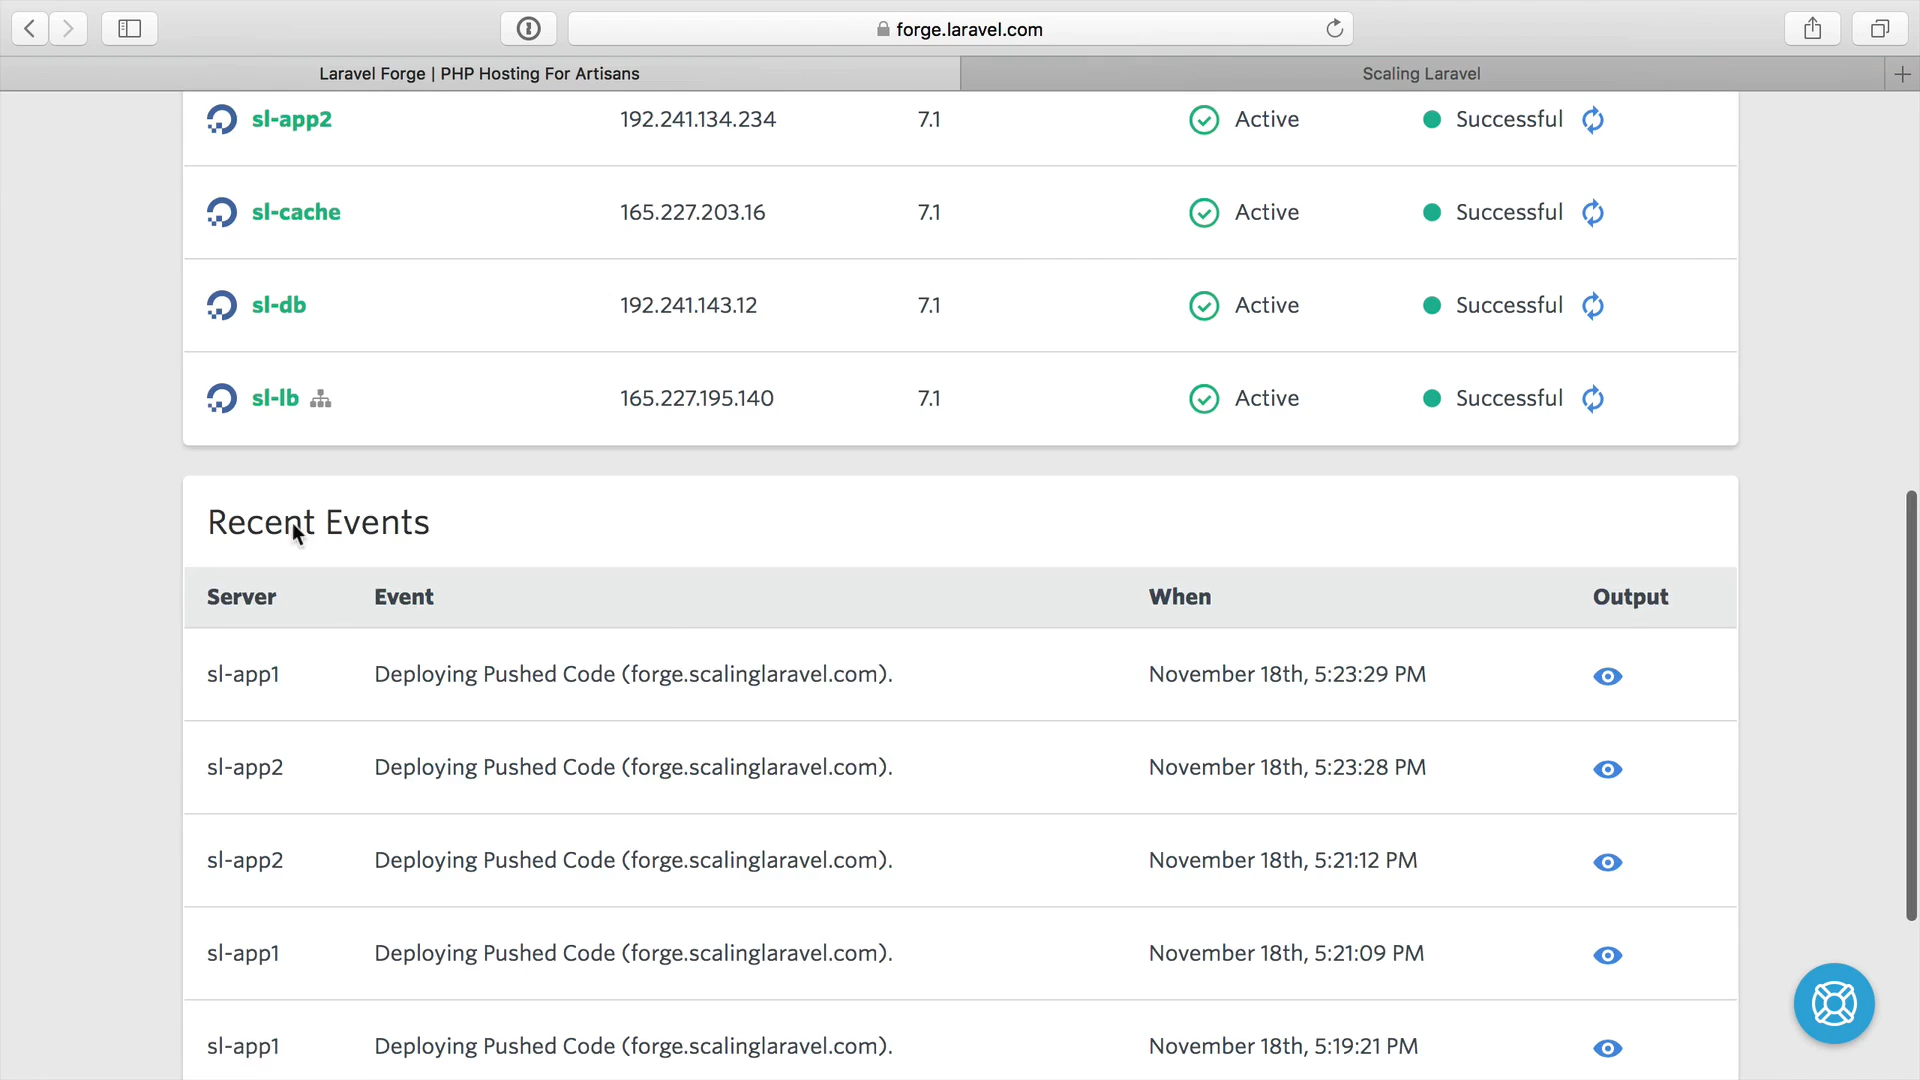 forge.laravel.com
Laravel Forge | PHP Hosting For Artisans
Scaling Laravel
sl-app2 192.241.134.234 7.1 Active Successful
sl-cache 165.227.203.16 7.1 Active Successful
sl-db 192.241.143.12 7.1 Active Successful
sl-lb 165.227.195.140 7.1 Active Successful
Recent Events
Server Event When Output
sl-app1 Deploying Pushed Code (forge.scalinglaravel.com). November 18th, 5:23:29 PM
sl-app2 Deploying Pushed Code (forge.scalinglaravel.com). November 18th, 5:23:28 PM
sl-app2 Deploying Pushed Code (forge.scalinglaravel.com). November 18th, 5:21:12 PM
sl-app1 Deploying Pushed Code (forge.scalinglaravel.com). November 18th, 5:21:09 PM
sl-app1 Deploying Pushed Code (forge.scalinglaravel.com). November 18th, 5:19:21 PM